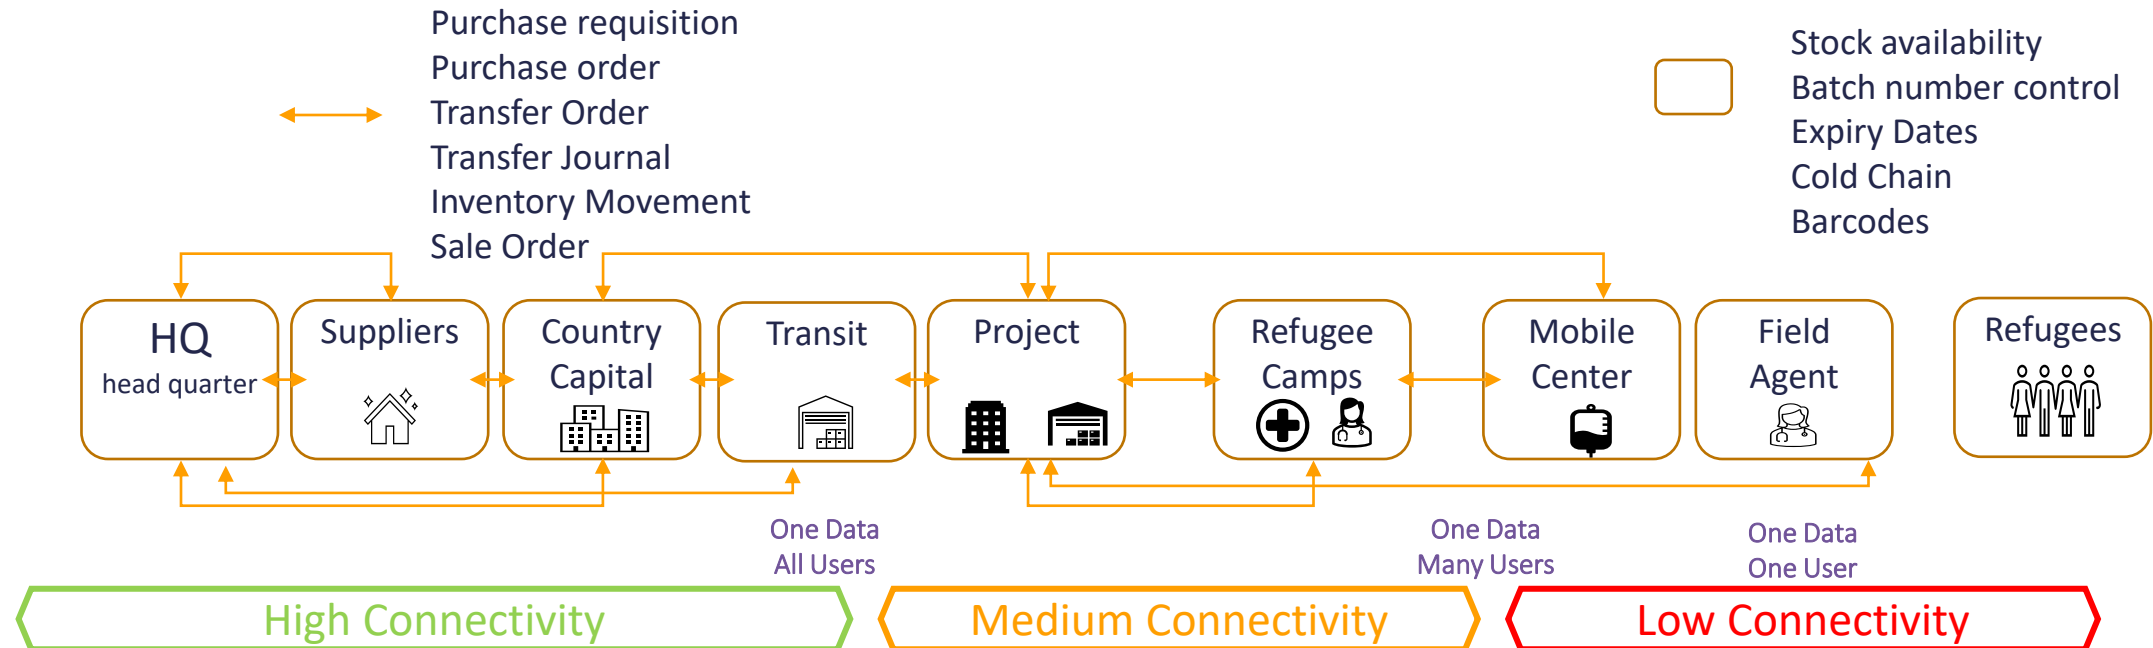 Purchase requisition
Purchase order
Transfer Order
Transfer Journal
Inventory Movement
Sale Order
Stock availability
Batch number control
Expiry Dates
Cold Chain
Barcodes
HQ
head quarter
Suppliers
Country
Capital
Transit
Project
Refugee
Camps
Mobile
Center
Field
Agent
Refugees
One Data
All Users
One Data
Many Users
One Data
One User
High Connectivity
Medium Connectivity
Low Connectivity